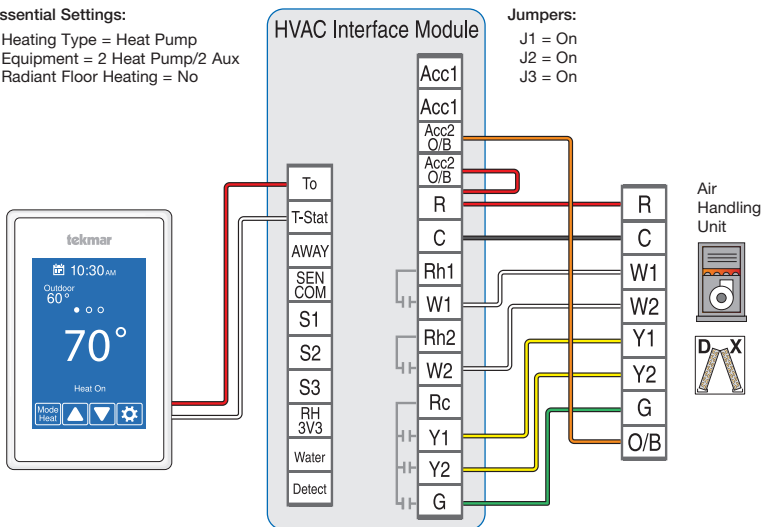 ssential Settings:
Heating Type = Heat Pump
Equipment = 2 Heat Pump/2 Aux
Radiant Floor Heating = No
HVAC Interface Module
Jumpers:
J1 = On
J2 = On
J3 = On
Acc1
Acc1
Acc2
O/B
Acc2
O/B
R
C
Rh1
W1
Rh2
W2
Rc
Y1
Y2
G
To
T-Stat
AWAY
SEN
COM
S1
S2
S3
RH
3V3
Water
Detect
tekmar
10:30 AM
Outdoor
60°
70°
Heat On
Mode
Heat
R
C
W1
W2
Y1
Y2
G
O/B
Air
Handling
Unit
D X